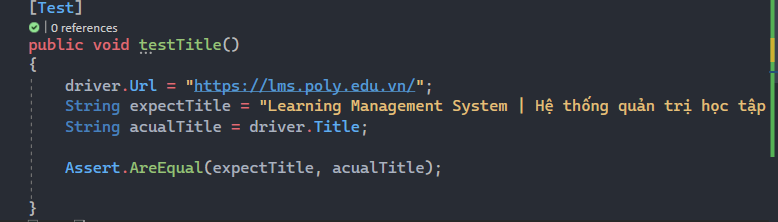 [Test]
| 0 references
public void testTitle()
{
driver.Url = "https://lms.poly.edu.vn/";
String expectTitle = "Learning Management System | Hệ thống quản trị học tập
String acualTitle = driver.Title;
Assert.AreEqual(expectTitle, acualTitle);
}